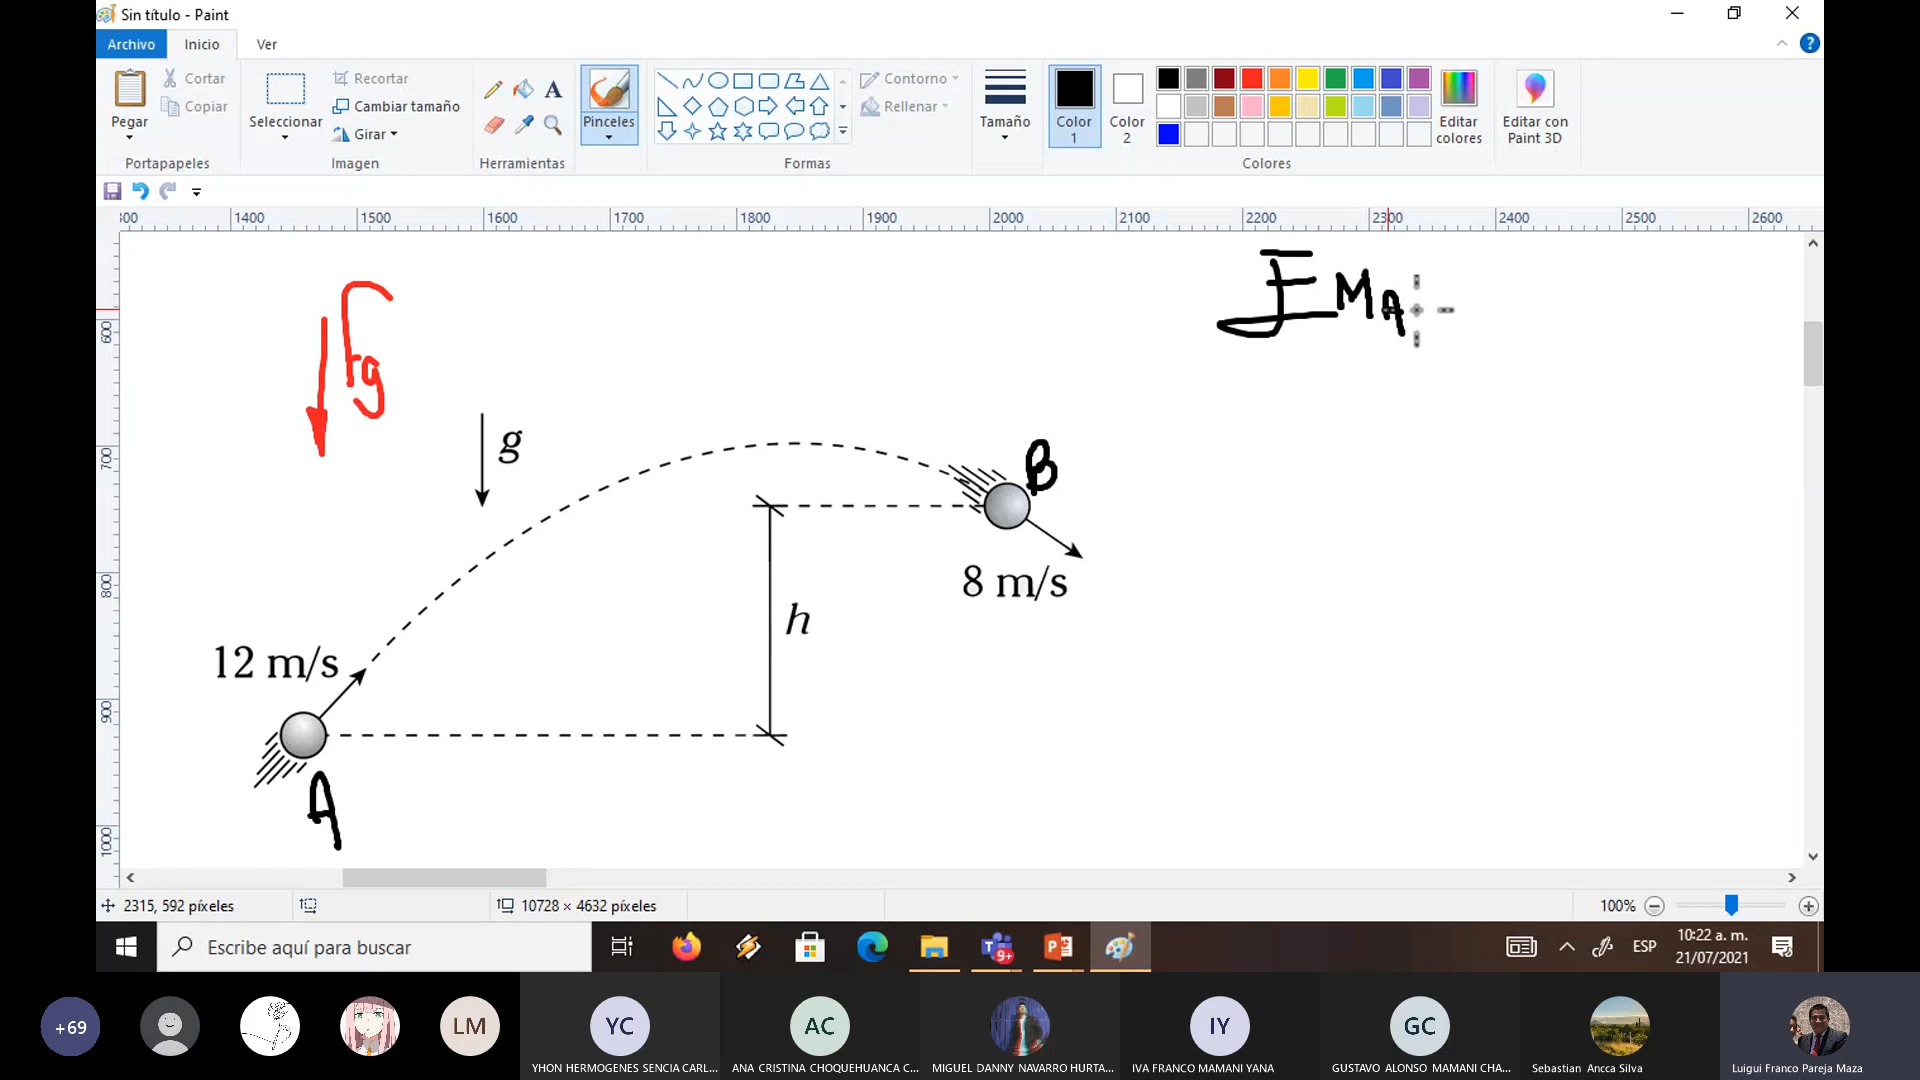 Sin título - Paint
Archivo Inicio Ver
Pegar
Cortar
Copiar
Portapapeles
Seleccionar
Recortar
Cambiar tamaño
Girar
Imagen
A
Herramientas
Pinceles
Contorno
Rellenar
Formas
Tamaño
Color 1
Color 2
Editar colores
Editar con Paint 3D
Colores
1400 1500 1600 1700 1800 1900 2000 2100 2200 2300 2400 2500 2600
600
700
800
900
1000
EMA
Fg
g
B
8 m/s
h
12 m/s
A
2315, 592 píxeles
10728 × 4632 píxeles
100%
Escribe aquí para buscar
9+
ESP
10:22 a. m.
21/07/2021
+69
LM
YC
YHON HERMOGENES SENCIA CARL...
AC
ANA CRISTINA CHOQUEHUANCA C...
MIGUEL DANNY NAVARRO HURTA...
IY
IVA FRANCO MAMANI YANA
GC
GUSTAVO ALONSO MAMANI CHA...
Sebastian Ancca Silva
Luigui Franco Pareja Maza